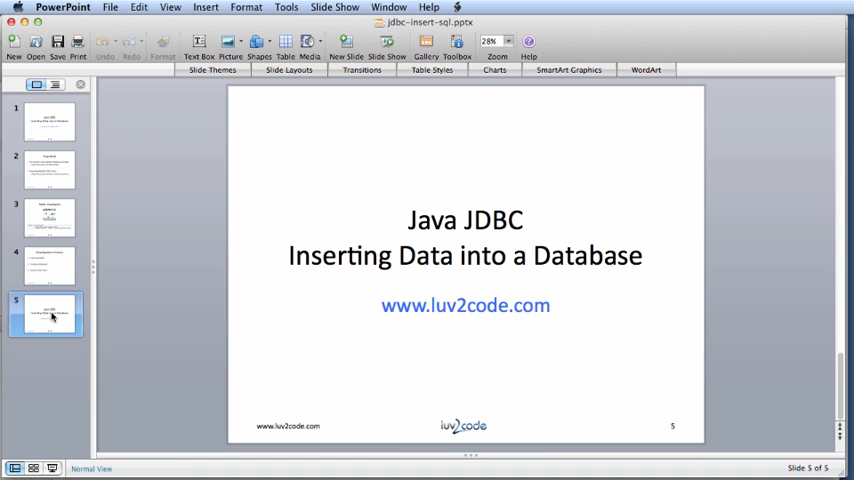 PowerPoint File Edit View Insert Format Tools Slide Show Window Help
jdbc-insert-sql.pptx
28%
New Open Save Print Undo Redo Format Text Box Picture Shapes Table Media New Slide Slide Show Gallery Toolbox Zoom Help
Slide Themes Slide Layouts Transitions Table Styles Charts SmartArt Graphics WordArt
1
2
3
4
5
Java JDBC
Inserting Data into a Database
www.luv2code.com
www.luv2code.com luv2code 5
Normal View Slide 5 of 5